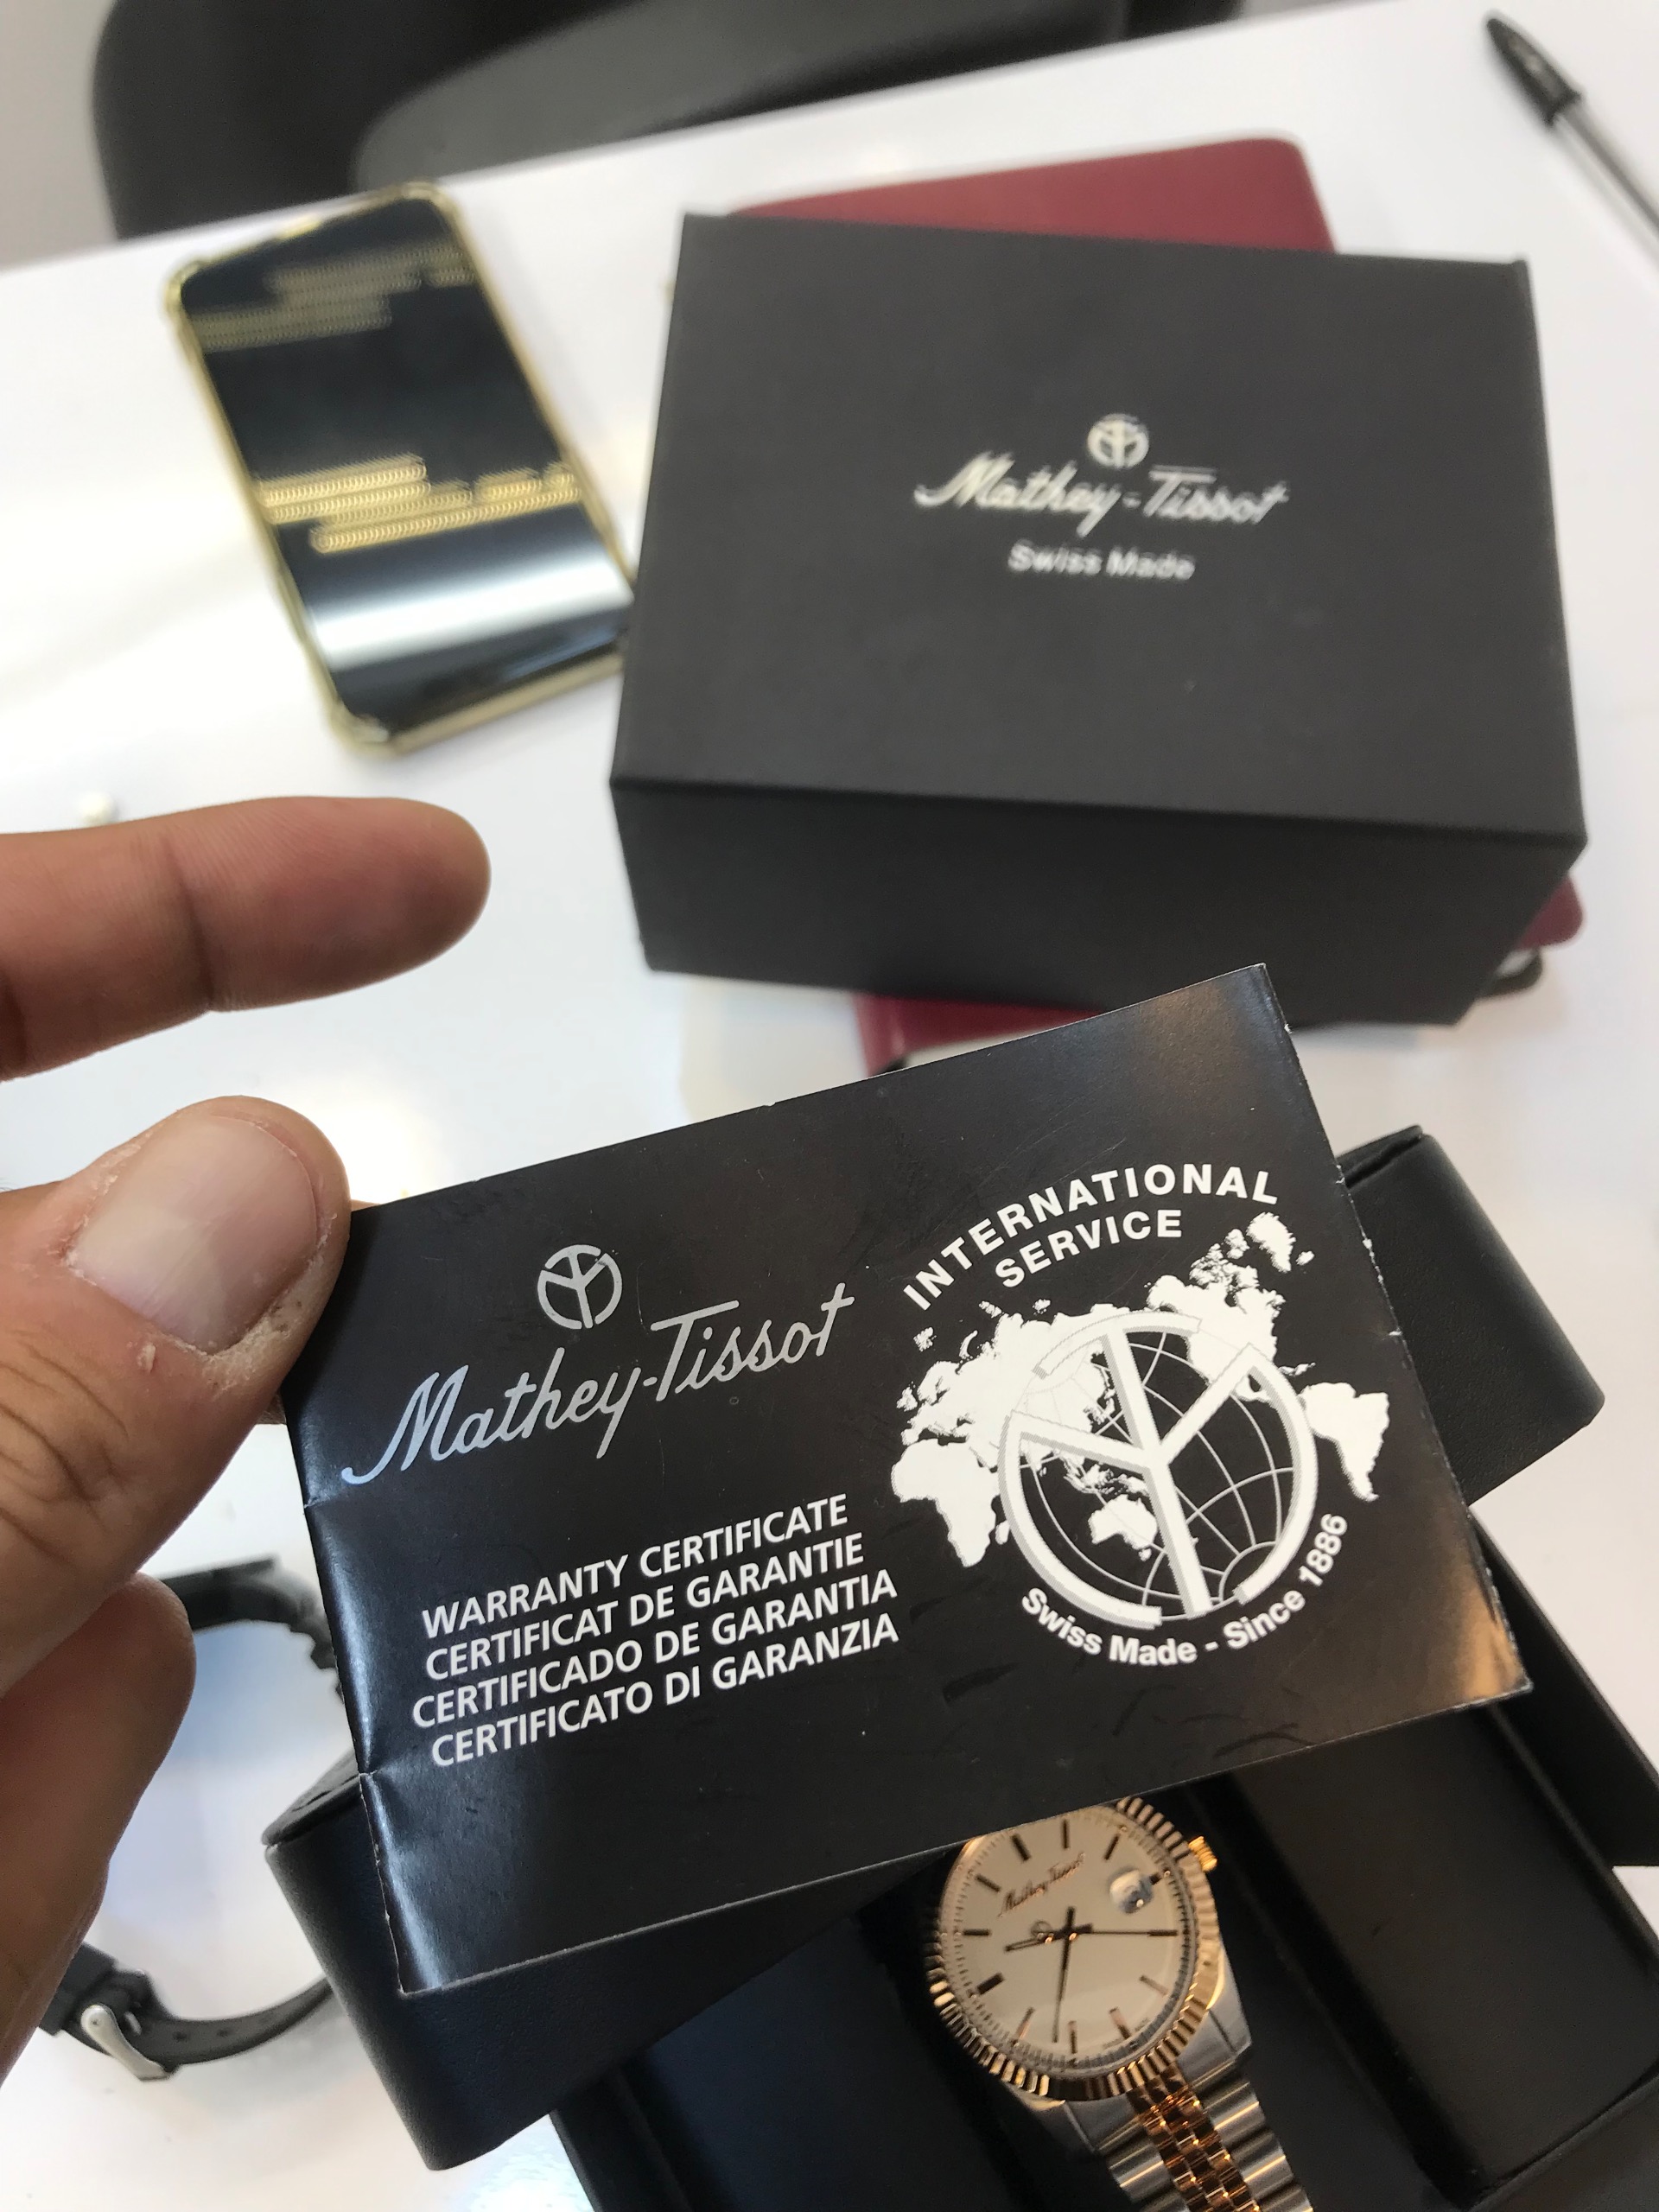 Mathey-Tissot
Swiss Made
Mathey-Tissot
WARRANTY CERTIFICATE
CERTIFICAT DE GARANTIE
CERTIFICADO DE GARANTIA
CERTIFICATO DI GARANZIA
INTERNATIONAL
SERVICE
Swiss Made - Since 1886
Mathey-Tissot